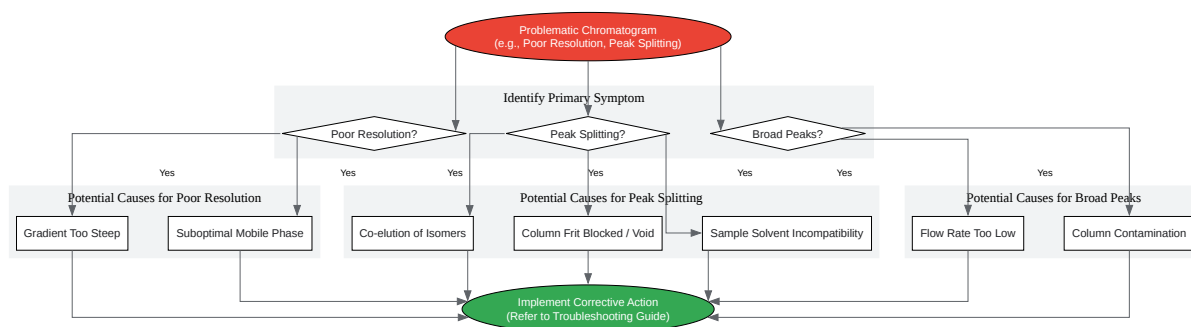 Problematic Chromatogram
(e.g., Poor Resolution, Peak Splitting)
Identify Primary Symptom
Poor Resolution?
Peak Splitting?
Broad Peaks?
Yes
Yes
Yes
Yes
Yes
Yes
Yes
Potential Causes for Poor Resolution
Potential Causes for Peak Splitting
Potential Causes for Broad Peaks
Gradient Too Steep
Suboptimal Mobile Phase
Co-elution of Isomers
Column Frit Blocked / Void
Sample Solvent Incompatibility
Flow Rate Too Low
Column Contamination
Implement Corrective Action
(Refer to Troubleshooting Guide)